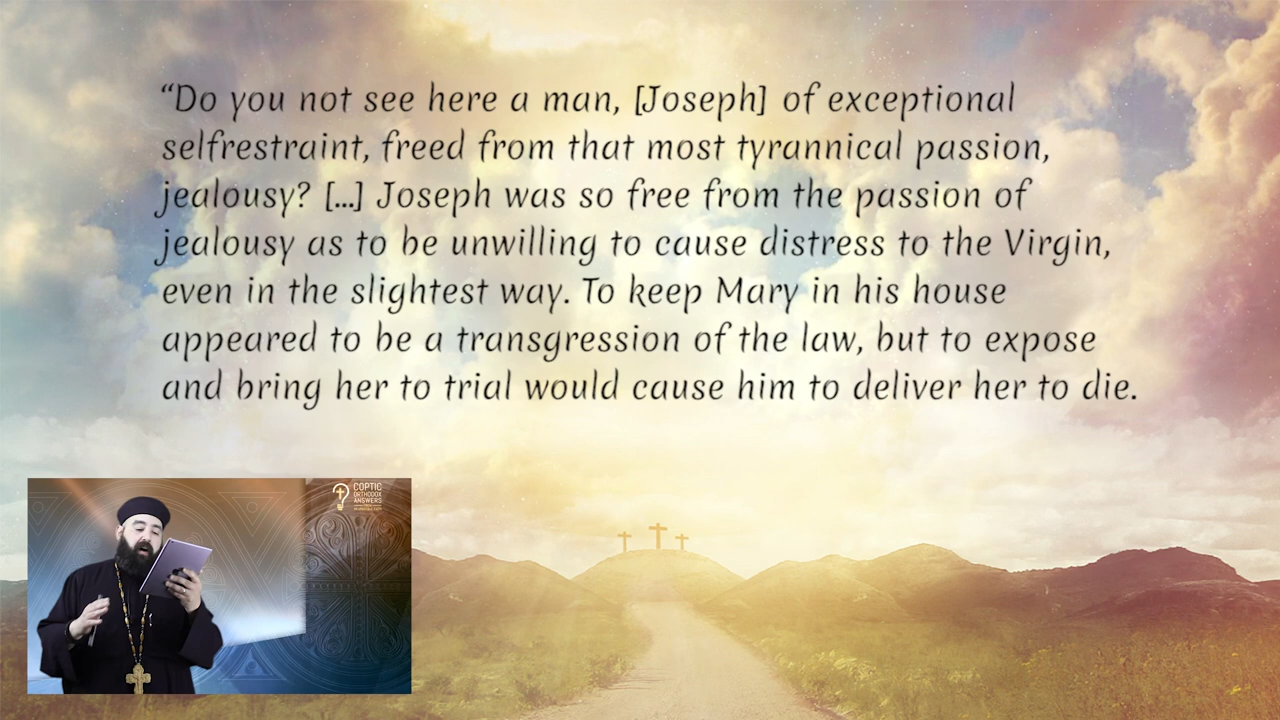 “Do you not see here a man, [Joseph] of exceptional
selfrestraint, freed from that most tyrannical passion,
jealousy? [...] Joseph was so free from the passion of
jealousy as to be unwilling to cause distress to the Virgin,
even in the slightest way. To keep Mary in his house
appeared to be a transgression of the law, but to expose
and bring her to trial would cause him to deliver her to die.
COPTIC
ORTHODOX
ANSWERS